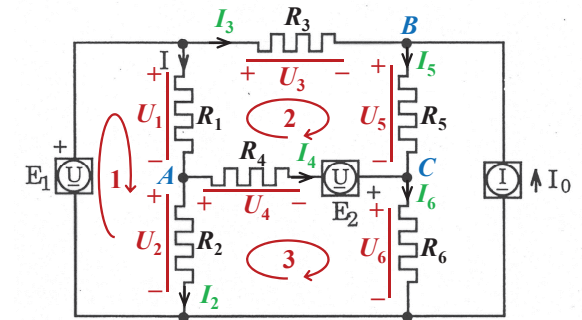 I₃
R₃
B
I
+ U₃ −
I₅
+
U₁
−
R₁
2
+
U₅
−
R₅
+
E₁
U
1
A
R₄
I₄
U
+
E₂
C
I₆
I
I₀
+ U₄ −
+
U₂
−
R₂
3
+
U₆
−
R₆
I₂